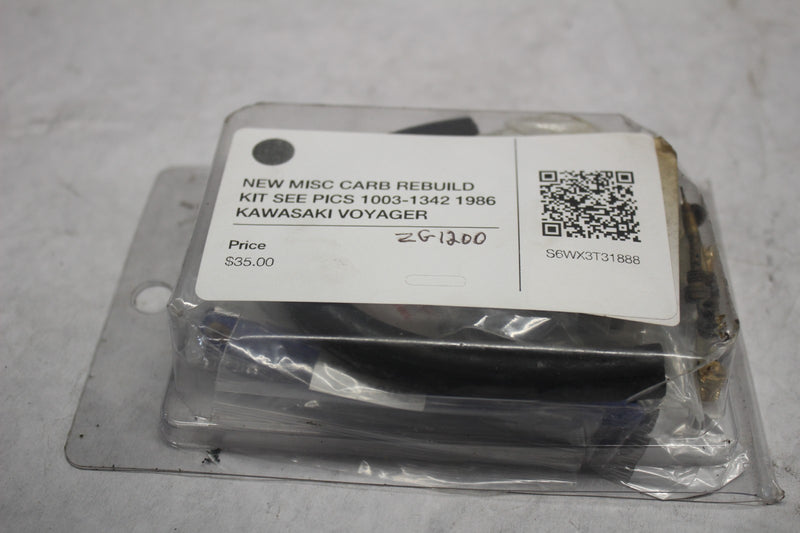 NEW MISC CARB REBUILD
KIT SEE PICS 1003-1342 1986
KAWASAKI VOYAGER
ZG1200
Price
$35.00
S6WX3T31888